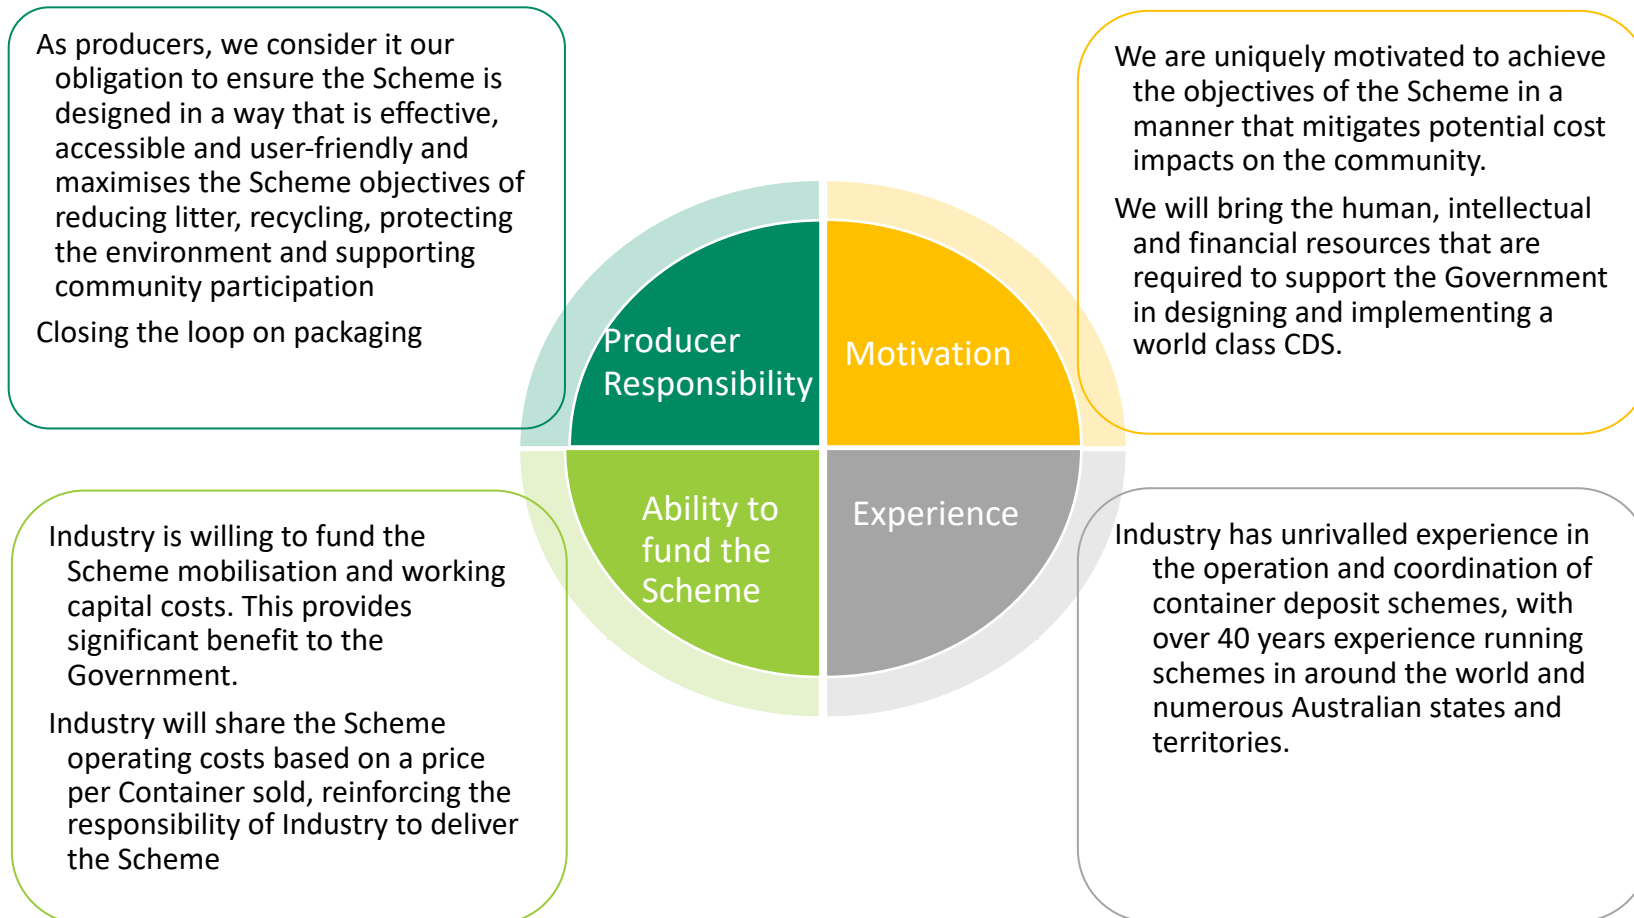 As producers, we consider it our
obligation to ensure the Scheme is
designed in a way that is effective,
accessible and user-friendly and
maximises the Scheme objectives of
reducing litter, recycling, protecting
the environment and supporting
community participation
Closing the loop on packaging
We are uniquely motivated to achieve
the objectives of the Scheme in a
manner that mitigates potential cost
impacts on the community.
We will bring the human, intellectual
and financial resources that are
required to support the Government
in designing and implementing a
world class CDS.
Producer
Responsibility
Motivation
Ability to
fund the
Scheme
Experience
Industry is willing to fund the
Scheme mobilisation and working
capital costs. This provides
significant benefit to the
Government.
Industry will share the Scheme
operating costs based on a price
per Container sold, reinforcing the
responsibility of Industry to deliver
the Scheme
Industry has unrivalled experience in
the operation and coordination of
container deposit schemes, with
over 40 years experience running
schemes in around the world and
numerous Australian states and
territories.